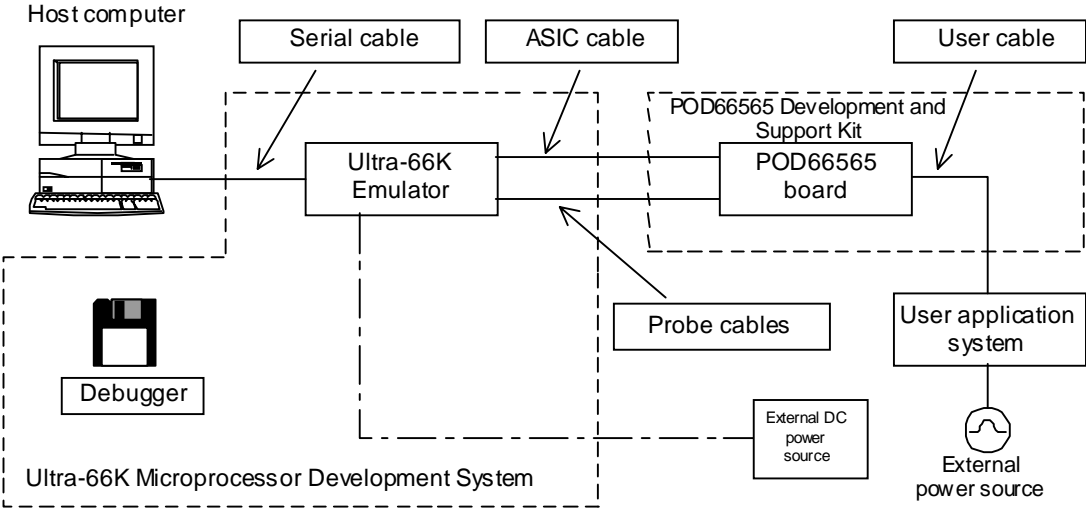 Host computer
Serial cable
ASIC cable
User cable
POD66565 Development and
Support Kit
Ultra-66K
Emulator
POD66565
board
Probe cables
User application
system
Debugger
External DC
power
source
External
power source
Ultra-66K Microprocessor Development System